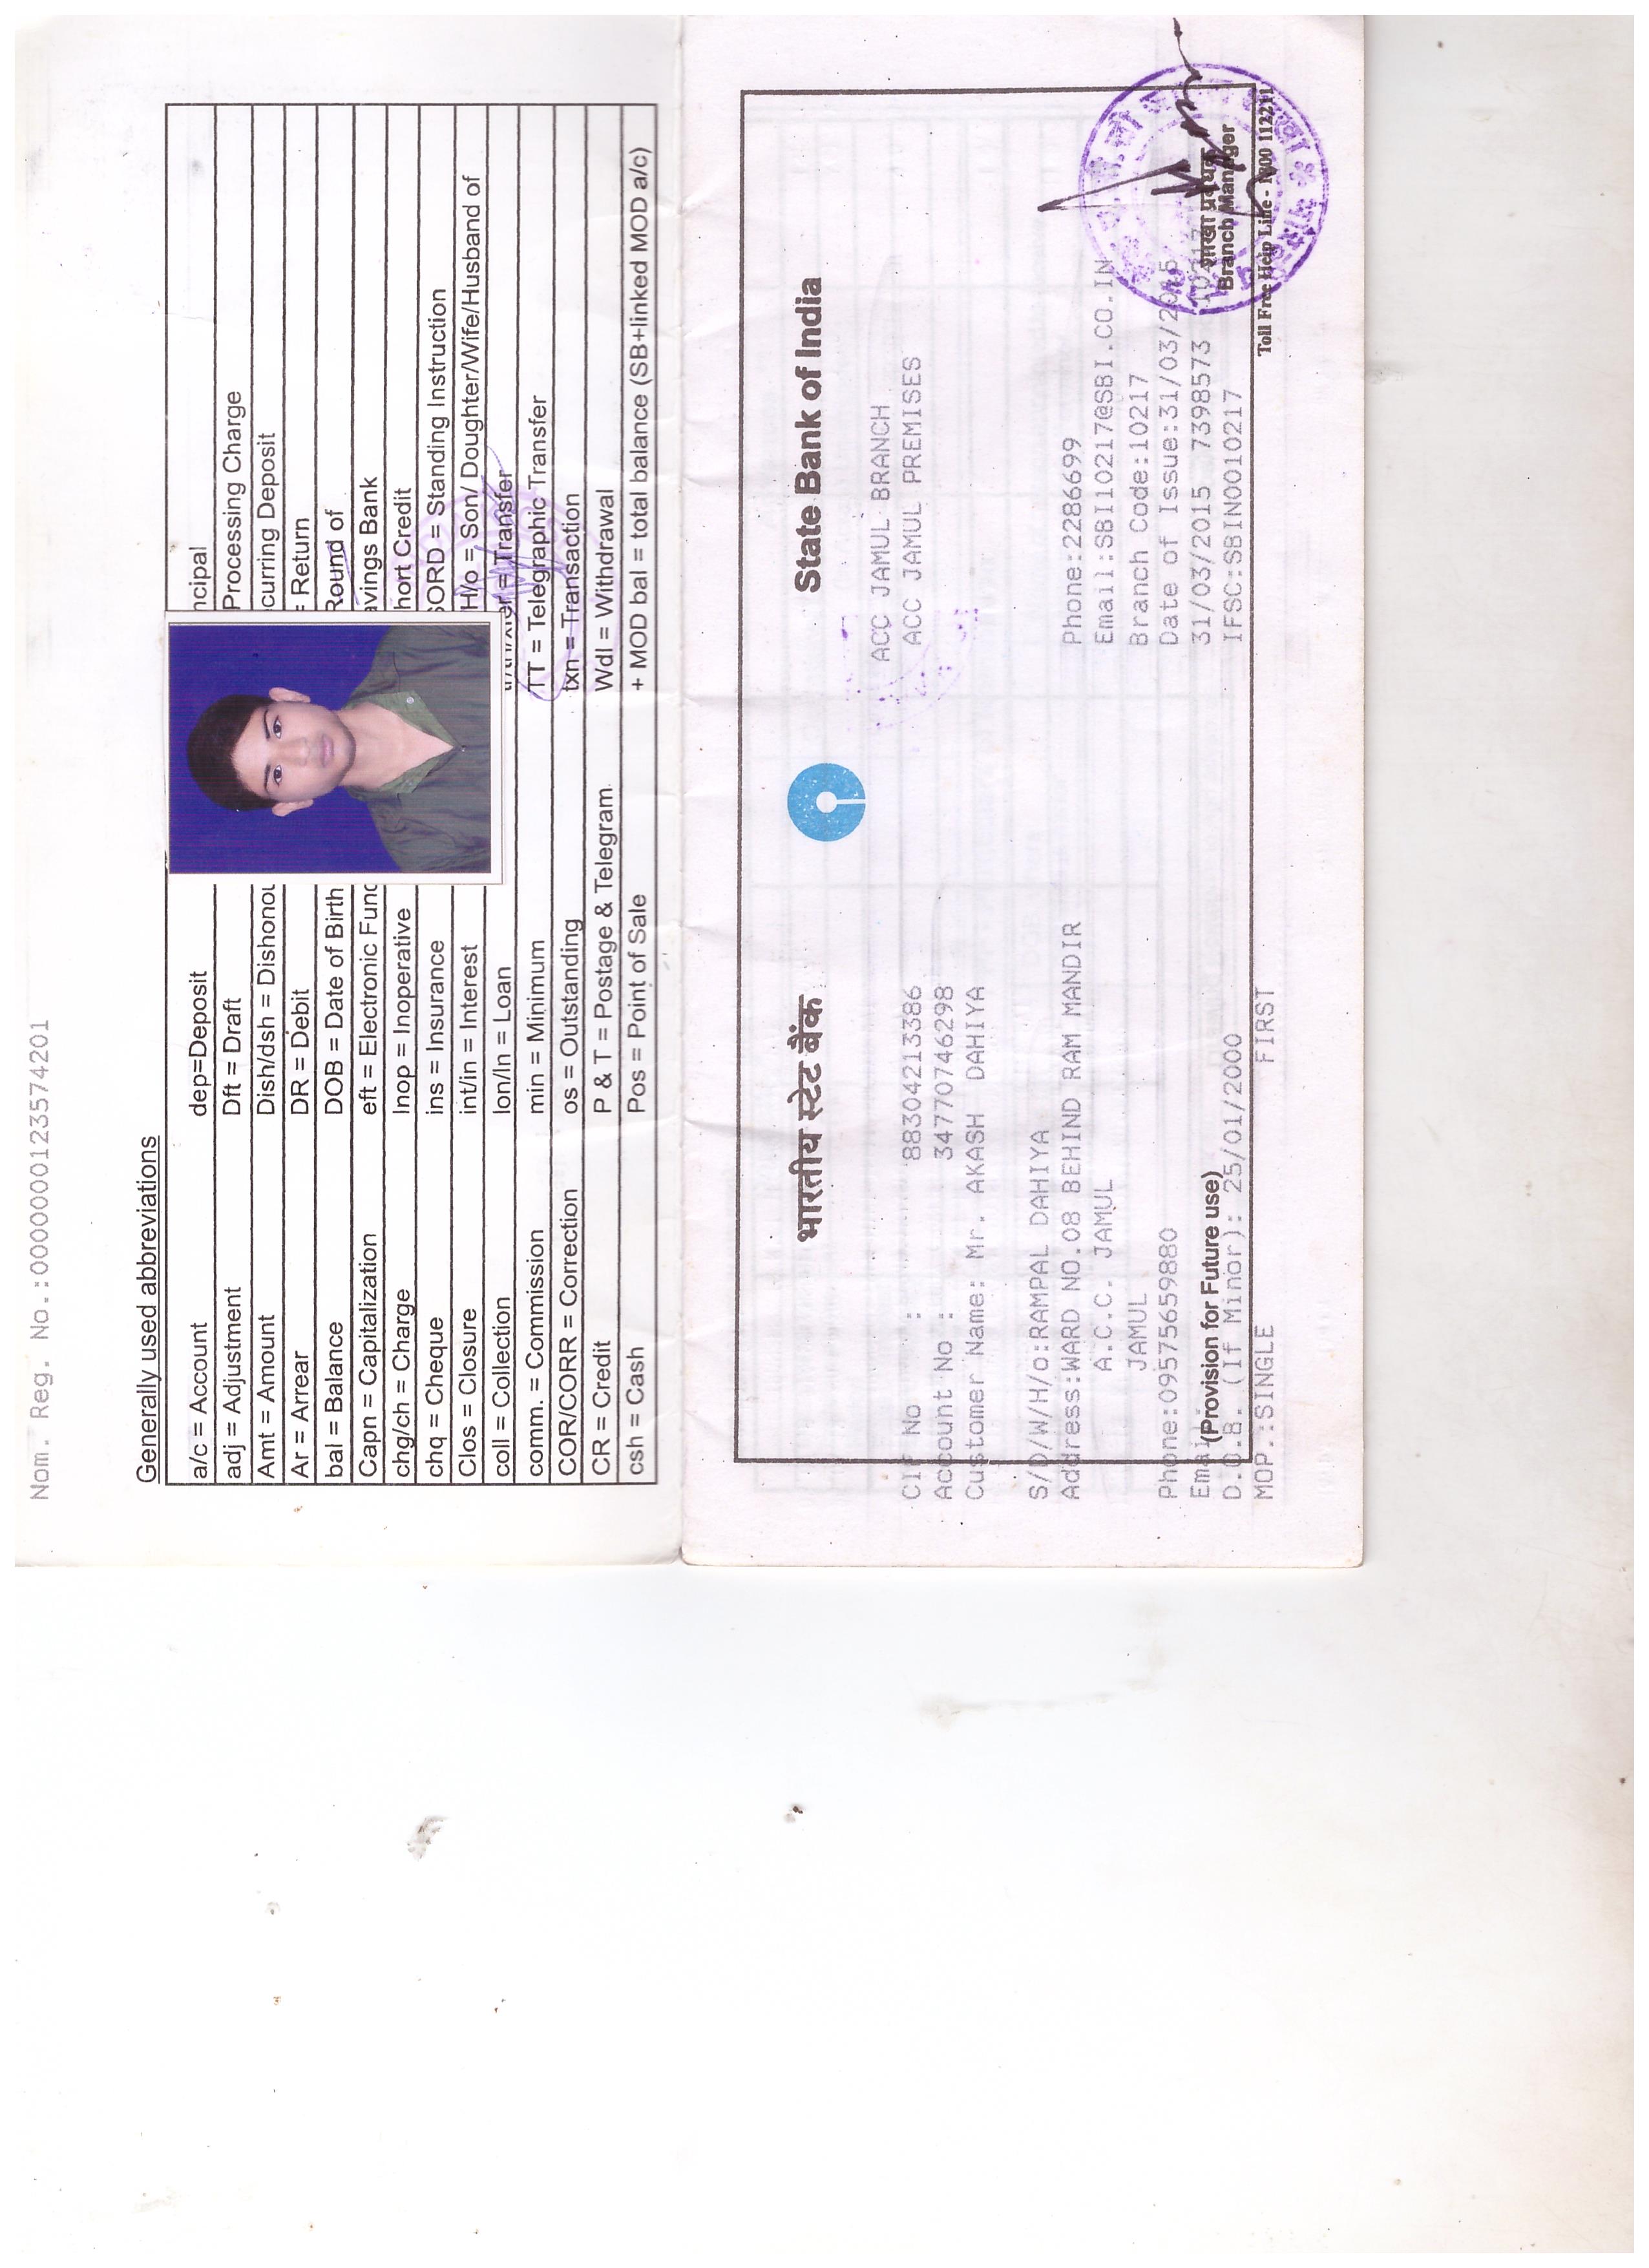 Nom. Reg. No.:0000000123574201
Generally used abbreviations
a/c = Account dep=Deposit ncipal
adj = Adjustment Dft = Draft Processing Charge
Amt = Amount Dish/dsh = Dishonou curring Deposit
Ar = Arrear DR = Debit = Return
bal = Balance DOB = Date of Birth Round of
Capn = Capitalization eft = Electronic Fund avings Bank
chg/ch = Charge Inop = Inoperative hort Credit
chq = Cheque ins = Insurance SORD = Standing Instruction
Clos = Closure int/in = Interest H/o = Son/ Doughter/Wife/Husband of
coll = Collection lon/ln = Loan = Transfer
comm. = Commission min = Minimum TT = Telegraphic Transfer
COR/CORR = Correction os = Outstanding txn = Transaction
CR = Credit P & T = Postage & Telegram Wdl = Withdrawal
csh = Cash Pos = Point of Sale + MOD bal = total balance (SB+linked MOD a/c)
भारतीय स्टेट बैंक State Bank of India
ACC JAMUL BRANCH
CIF No : 88304213386 ACC JAMUL PREMISES
Account No : 34770746298
Customer Name: Mr. AKASH DAHIYA
S/D/W/H/o:RAMPAL DAHIYA
Address:WARD NO.08 BEHIND RAM MANDIR Phone:2286699
A.C.C. JAMUL Email:SBI10217@SBI.CO.IN
JAMUL Branch Code:10217
Phone:09575659880 Date of Issue:31/03/2015
Email: 31/03/2015 7398573 10217
(Provision for Future use) शाखा प्रबंधक
Branch Manager
D.O.B. (If Minor): 25/01/2000 IFSC:SBIN0010217
MOP.:SINGLE FIRST Toll Free Help Line - 1800 112211